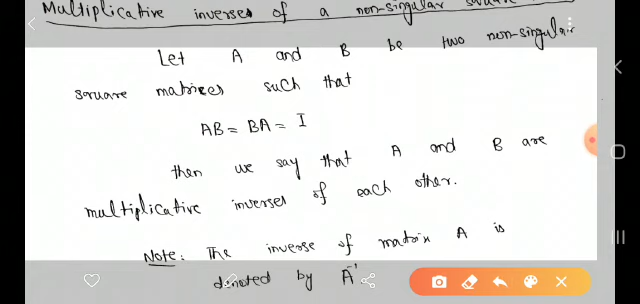 Multiplicative inverses of a non-singular square
Let A and B be two non-singular
square matrices such that
AB = BA = I
then we say that A and B are
multiplicative inverses of each other.
Note: The inverse of matrix A is
denoted by A⁻¹